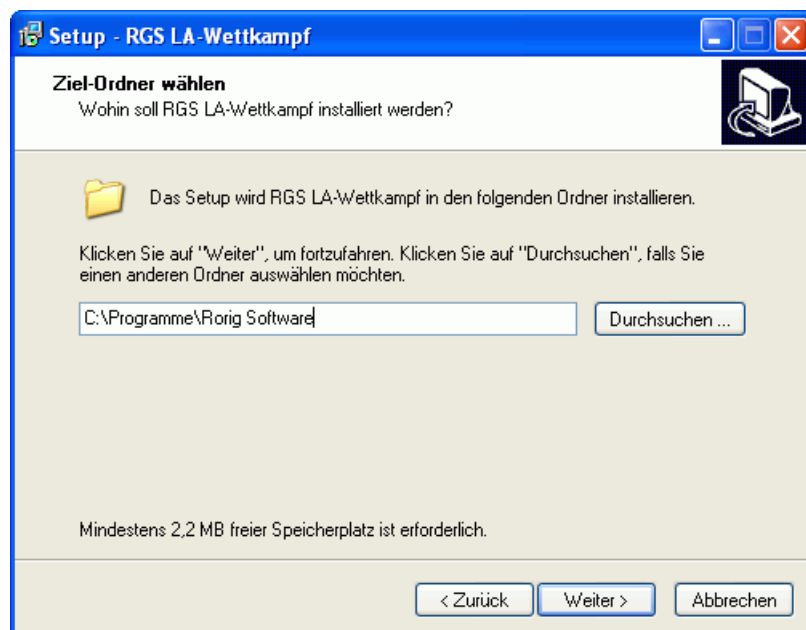 Setup - RGS LA-Wettkampf
Ziel-Ordner wählen
Wohin soll RGS LA-Wettkampf installiert werden?
Das Setup wird RGS LA-Wettkampf in den folgenden Ordner installieren.
Klicken Sie auf "Weiter", um fortzufahren. Klicken Sie auf "Durchsuchen", falls Sie
einen anderen Ordner auswählen möchten.
C:\Programme\Rorig Software
Durchsuchen ...
Mindestens 2,2 MB freier Speicherplatz ist erforderlich.
< Zurück
Weiter >
Abbrechen